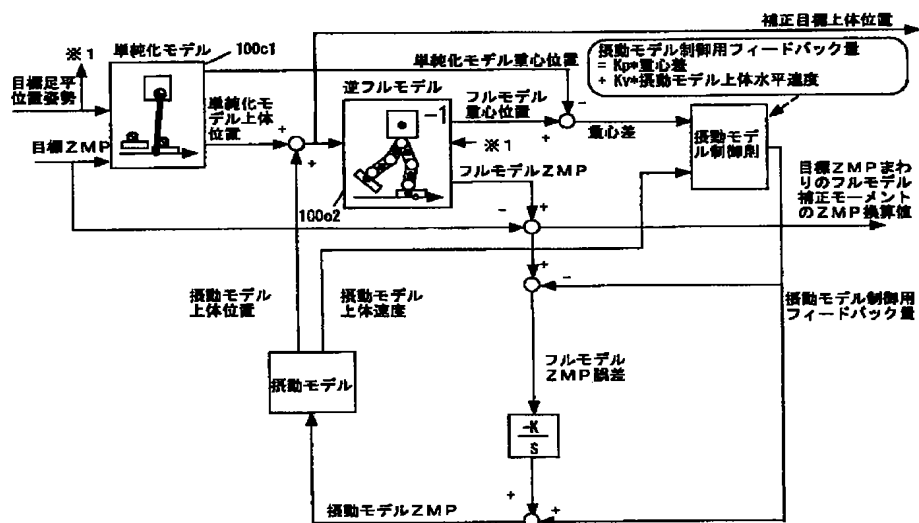 補正目標上体位置
※1
単純化モデル
100c1
単純化モデル重心位置
摂動モデル制御用フィードバック量
= Kp*重心差
+ Kv*摂動モデル上体水平速度
目標足平
位置姿勢
単純化モ
デル上体
位置
逆フルモデル
-1
フルモデル
重心位置
重心差
摂動モデ
ル制御則
目標ZMP
※1
フルモデルZMP
100c2
目標ZMPまわ
りのフルモデル
補正モーメント
のZMP換算値
摂動モデル
上体位置
摂動モデル
上体速度
摂動モデル制御用
フィードバック量
フルモデル
ZMP誤差
摂動モデル
-K
S
摂動モデルZMP